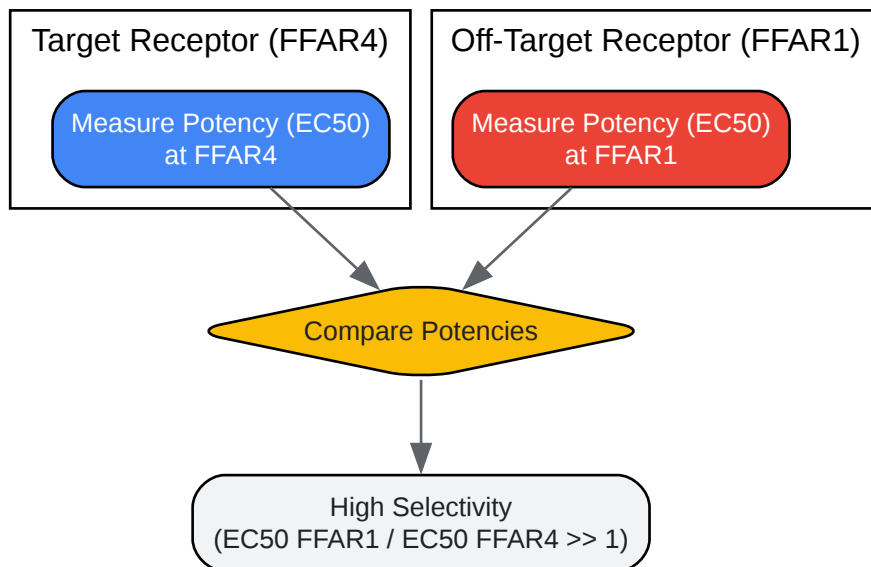 Target Receptor (FFAR4)
Measure Potency (EC50)
at FFAR4
Off-Target Receptor (FFAR1)
Measure Potency (EC50)
at FFAR1
Compare Potencies
High Selectivity
(EC50 FFAR1 / EC50 FFAR4 >> 1)